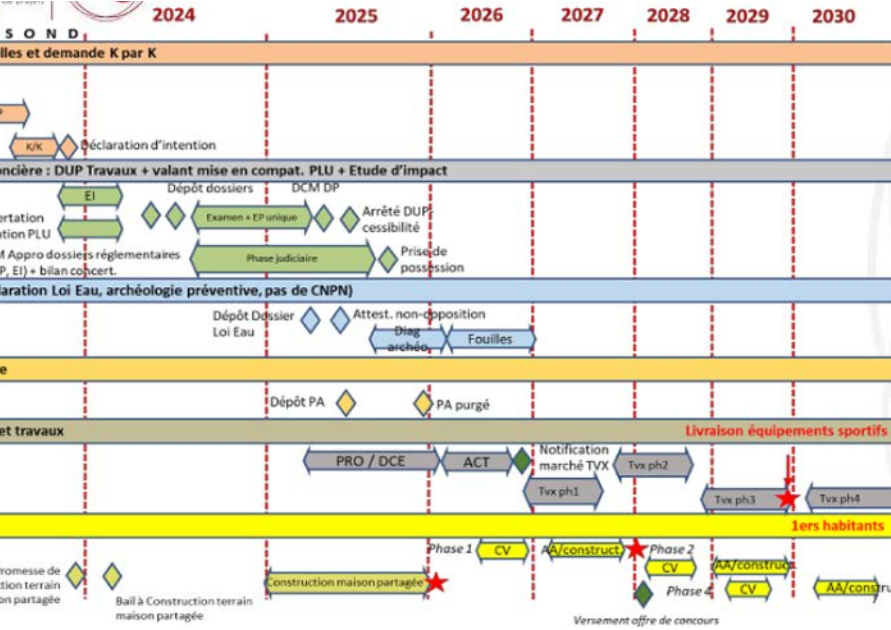 de projets
2024 2025 2026 2027 2028 2029 2030
S O N D
lles et demande K par K
P
K/K Déclaration d'intention
ncière : DUP Travaux + valant mise en compat. PLU + Etude d'impact
EI
Dépôt dossiers DCM DP
Examen + EP unique
Arrêté DUP-
cessibilité
ertation
tion PLU
M Appro dossiers réglementaires
P, EI) + bilan concert.
Phase judiciaire
Prise de
possession
laration Loi Eau, archéologie préventive, pas de CNPN)
Dépôt Dossier
Loi Eau
Attest. non-opposition
Diag
archéo.
Fouilles
e
Dépôt PA PA purgé
et travaux Livraison équipements sportifs
PRO / DCE ACT
Notification
marché TVX
Tvx ph2
Tvx ph1 Tvx ph3 Tvx ph4
1ers habitants
Phase 1 CV AA/construct. Phase 2
CV AA/construc
romesse de
ction terrain
on partagée
Construction maison partagée
Phase 4 CV AA/constru
Bail à Construction terrain
maison partagée
Versement offre de concours
7